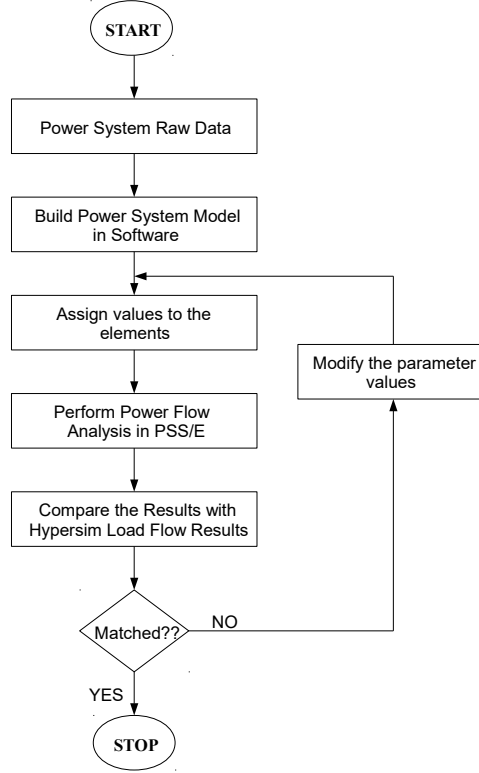 START
Power System Raw Data
Build Power System Model
in Software
Assign values to the
elements
Modify the parameter
values
Perform Power Flow
Analysis in PSS/E
Compare the Results with
Hypersim Load Flow Results
Matched??
NO
YES
STOP